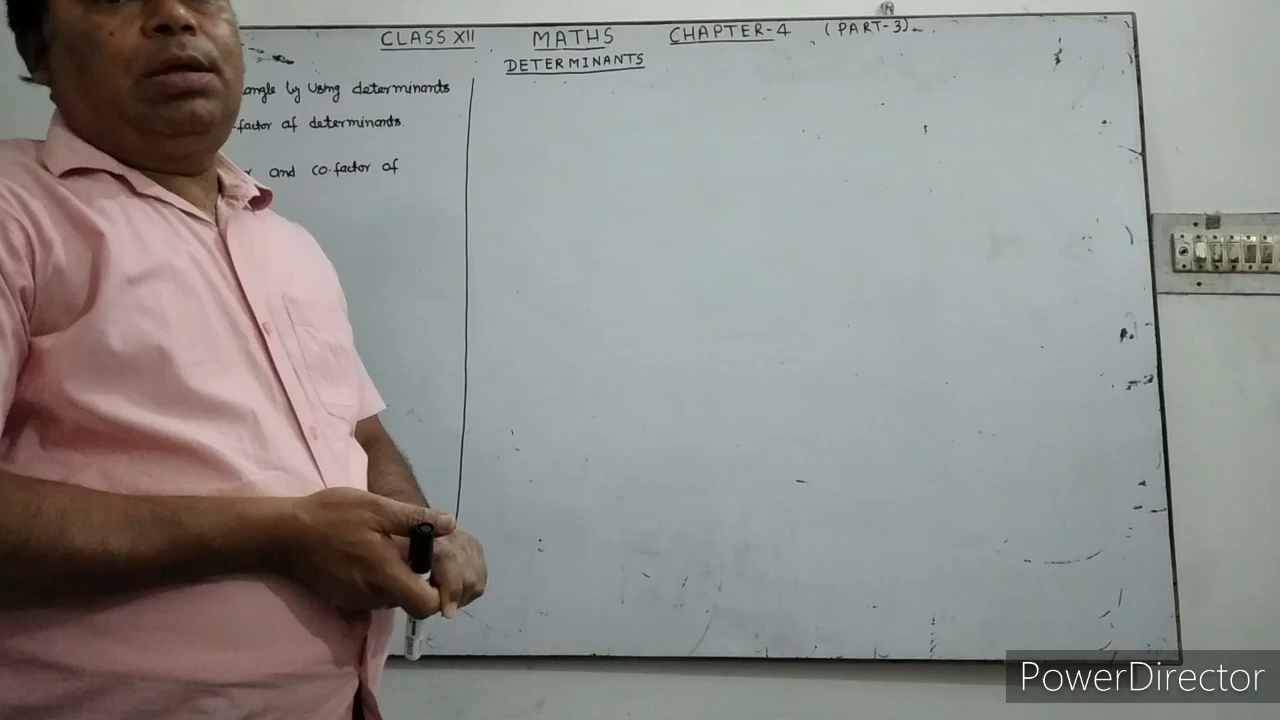 CLASS XII MATHS CHAPTER-4 (PART-3)
DETERMINANTS
angle by Using determinants
-factor of determinants.
and co-factor of
PowerDirector